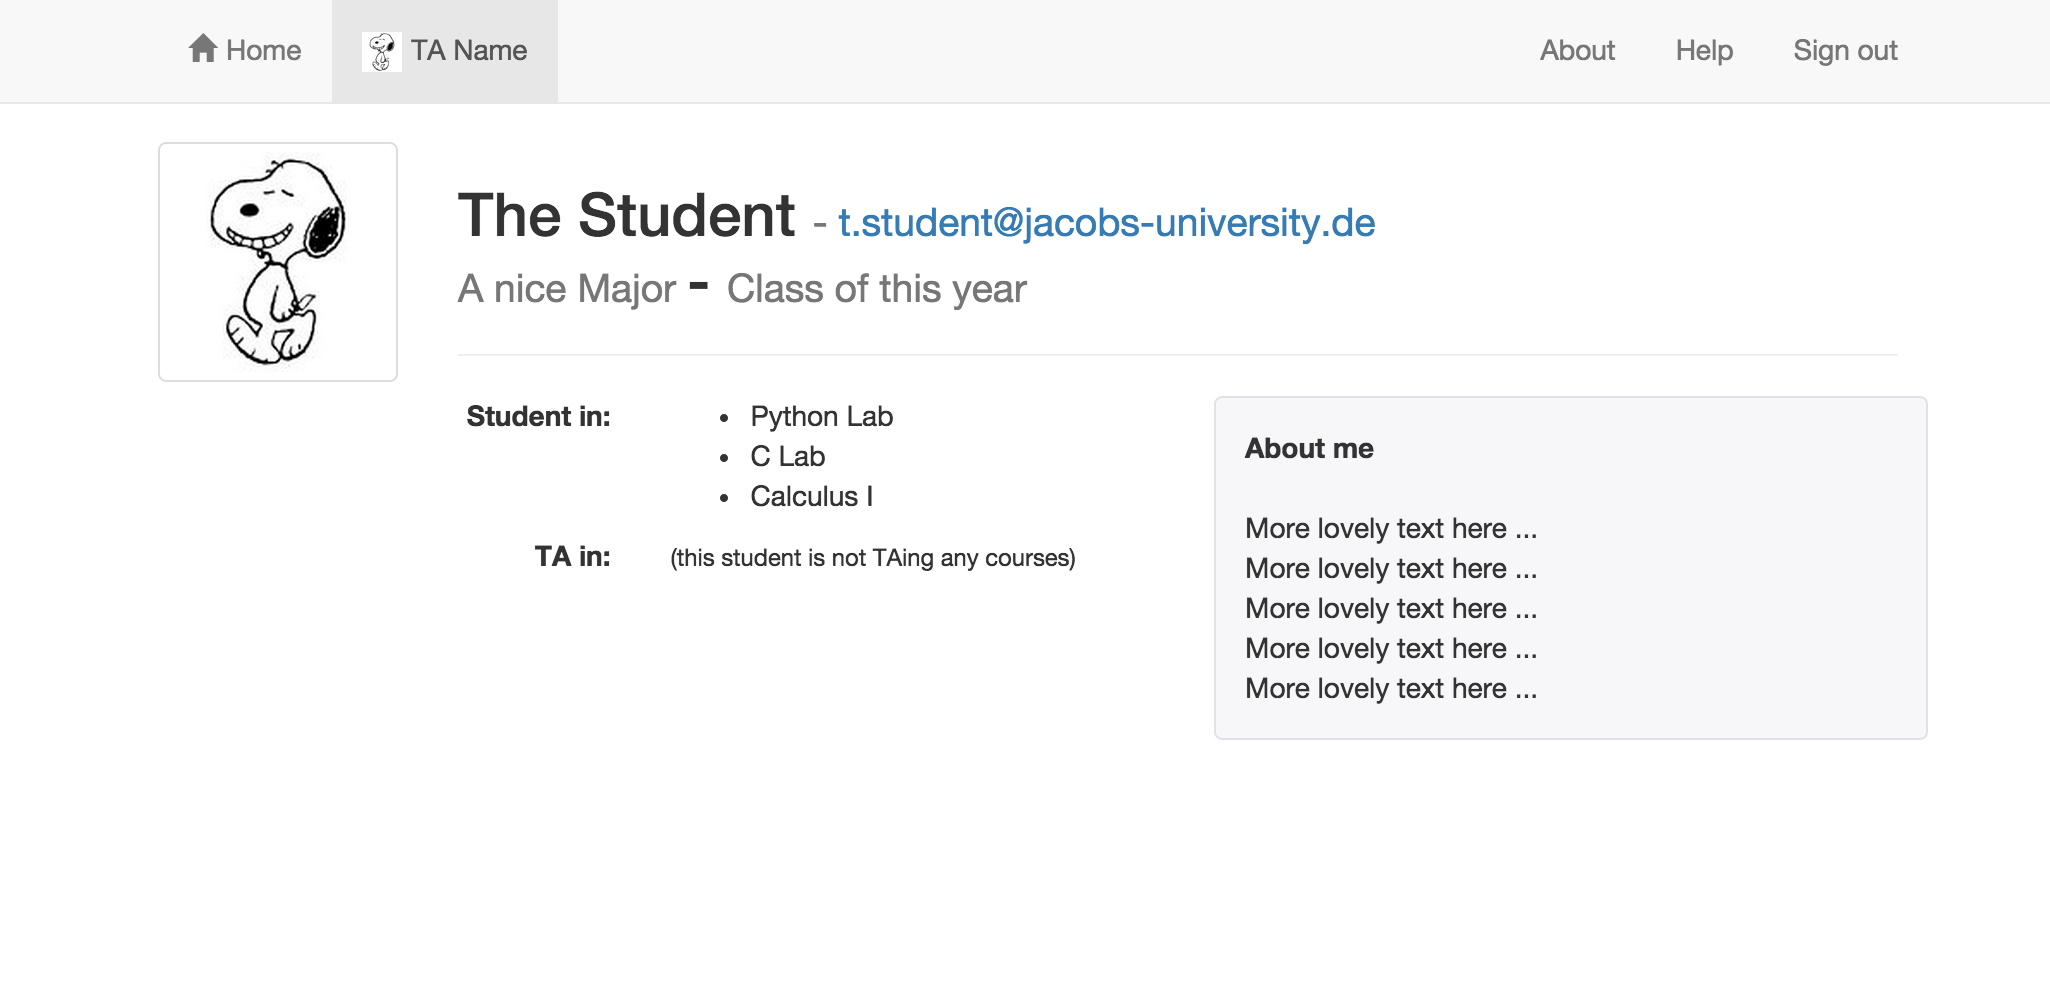 Home TA Name About Help Sign out
The Student - t.student@jacobs-university.de
A nice Major - Class of this year
Student in:
• Python Lab
• C Lab
• Calculus I
TA in: (this student is not TAing any courses)
About me
More lovely text here ...
More lovely text here ...
More lovely text here ...
More lovely text here ...
More lovely text here ...